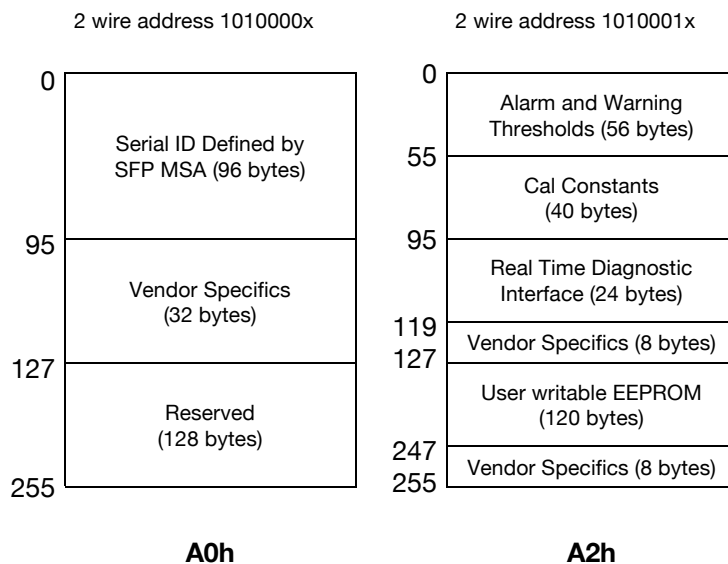 2 wire address 1010000x
0
Serial ID Defined by
SFP MSA (96 bytes)
95
Vendor Specifics
(32 bytes)
127
Reserved
(128 bytes)
255
A0h
2 wire address 1010001x
0
Alarm and Warning
Thresholds (56 bytes)
55
Cal Constants
(40 bytes)
95
Real Time Diagnostic
Interface (24 bytes)
119
Vendor Specifics (8 bytes)
127
User writable EEPROM
(120 bytes)
247
Vendor Specifics (8 bytes)
255
A2h